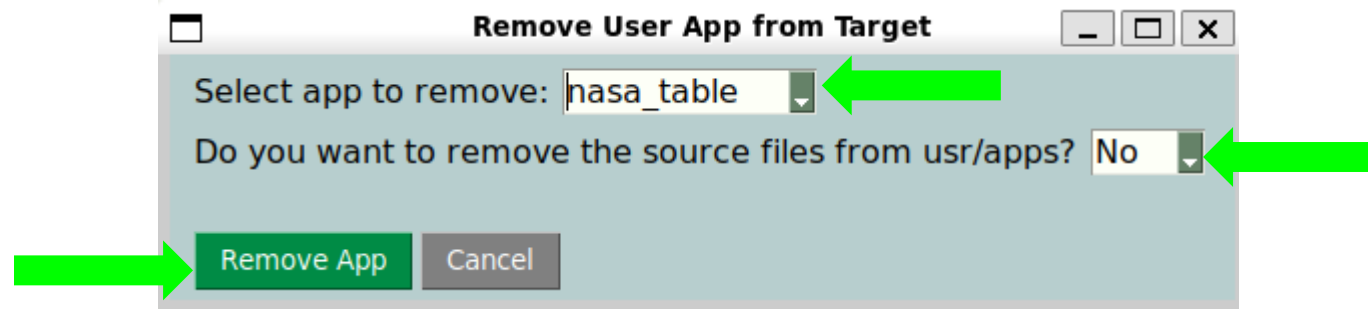 Remove User App from Target
Select app to remove: nasa_table
Do you want to remove the source files from usr/apps? No
Remove App Cancel